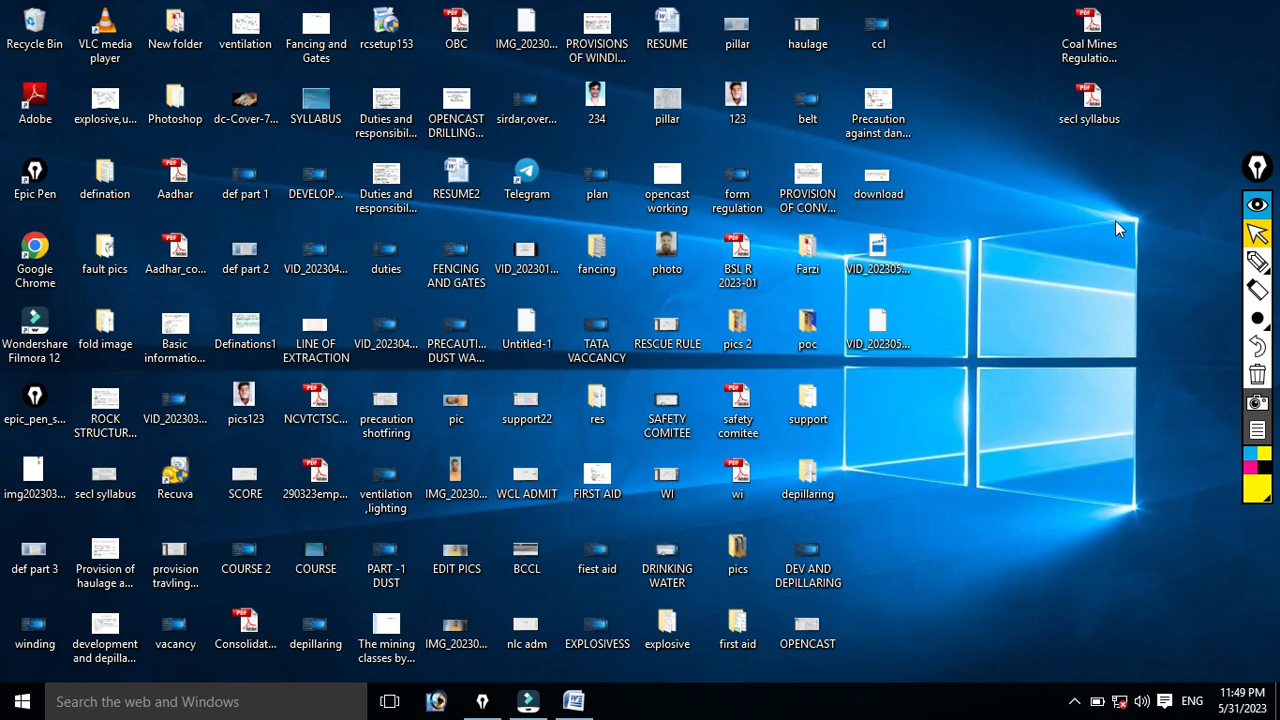 Recycle Bin
VLC media player
New folder
ventilation
Fancing and Gates
rcsetup153
OBC
IMG_20230...
PROVISIONS OF WINDI...
RESUME
pillar
haulage
ccl
Coal Mines Regulatio...
Adobe
explosive,u...
Photoshop
dc-Cover-7...
SYLLABUS
Duties and responsibil...
OPENCAST DRILLING...
sirdar,over...
234
pillar
123
belt
Precaution against dan...
secl syllabus
Epic Pen
defination
Aadhar
def part 1
DEVELOP...
Duties and responsibil...
RESUME2
Telegram
plan
opencast working
form regulation
PROVISION OF CONV...
download
Google Chrome
fault pics
Aadhar_co...
def part 2
VID_202304...
duties
FENCING AND GATES
VID_202301...
fancing
photo
BSL R 2023-01
Farzi
VID_202305...
Wondershare Filmora 12
fold image
Basic informatio...
Definations1
LINE OF EXTRACTION
VID_202304...
PRECAUTI... DUST WA...
Untitled-1
TATA VACCANCY
RESCUE RULE
pics 2
poc
VID_202305...
epic_pen_s...
ROCK STRUCTUR...
VID_202303...
pics123
NCVTCTSC...
precaution shotfiring
pic
support22
res
SAFETY COMITEE
safety comitee
support
img202303...
secl syllabus
Recuva
SCORE
290323emp...
ventilation ,lighting
IMG_20230...
WCL ADMIT
FIRST AID
WI
wi
depillaring
def part 3
Provision of haulage a...
provision travling...
COURSE 2
COURSE
PART -1 DUST
EDIT PICS
BCCL
fiest aid
DRINKING WATER
pics
DEV AND DEPILLARING
winding
development and depilla...
vacancy
Consolidat...
depillaring
The mining classes by...
IMG_20230...
nlc adm
EXPLOSIVESS
explosive
first aid
OPENCAST
Search the web and Windows
ENG
11:49 PM
5/31/2023